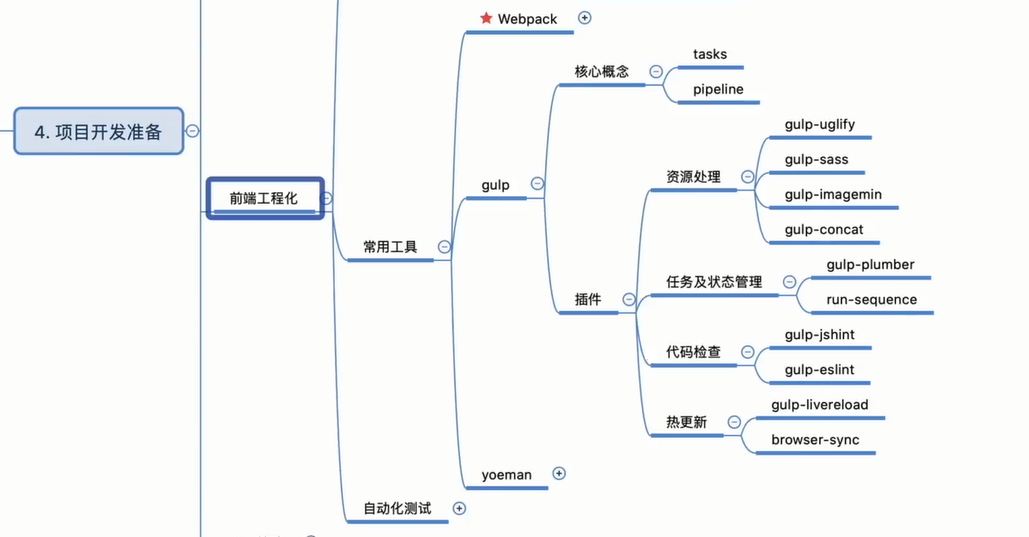 4. 项目开发准备
前端工程化
常用工具
Webpack
gulp
核心概念
tasks
pipeline
插件
资源处理
gulp-uglify
gulp-sass
gulp-imagemin
gulp-concat
任务及状态管理
gulp-plumber
run-sequence
代码检查
gulp-jshint
gulp-eslint
热更新
gulp-livereload
browser-sync
yoeman
自动化测试